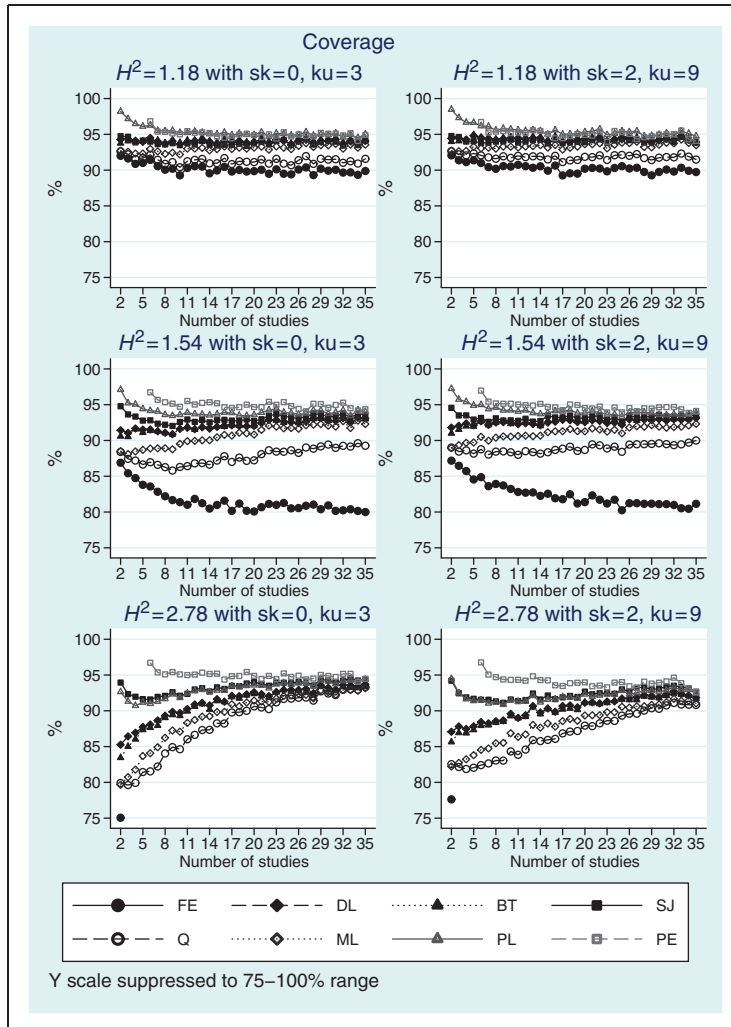 Coverage
H²=1.18 with sk=0, ku=3
H²=1.18 with sk=2, ku=9
100
95
90
85
80
75
%
2 5 8 11 14 17 20 23 26 29 32 35
Number of studies
100
95
90
85
80
75
%
2 5 8 11 14 17 20 23 26 29 32 35
Number of studies
H²=1.54 with sk=0, ku=3
H²=1.54 with sk=2, ku=9
100
95
90
85
80
75
%
2 5 8 11 14 17 20 23 26 29 32 35
Number of studies
100
95
90
85
80
75
%
2 5 8 11 14 17 20 23 26 29 32 35
Number of studies
H²=2.78 with sk=0, ku=3
H²=2.78 with sk=2, ku=9
100
95
90
85
80
75
%
2 5 8 11 14 17 20 23 26 29 32 35
Number of studies
100
95
90
85
80
75
%
2 5 8 11 14 17 20 23 26 29 32 35
Number of studies
FE DL BT SJ
Q ML PL PE
Y scale suppressed to 75–100% range